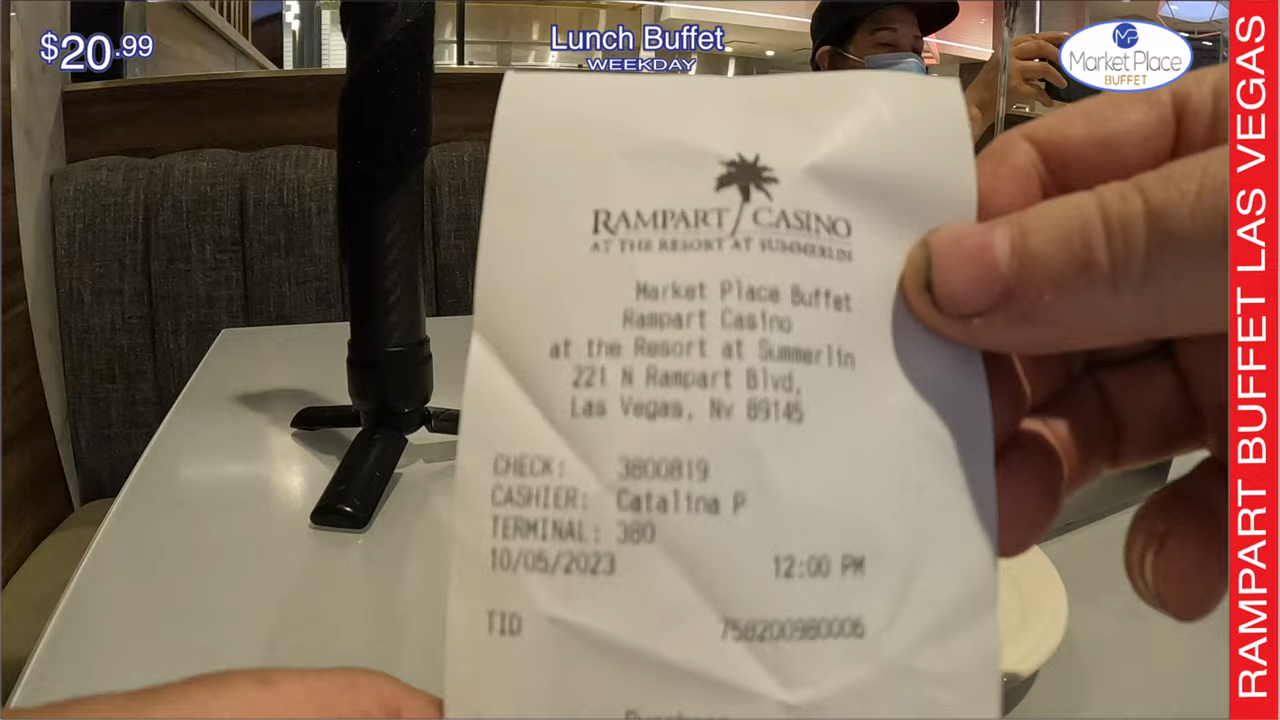 $20.99
Lunch Buffet
WEEKDAY
MF
Market Place
BUFFET
RAMPART BUFFET LAS VEGAS
RAMPART CASINO
AT THE RESORT AT SUMMERLIN
Market Place Buffet
Rampart Casino
at the Resort at Summerlin
221 N Rampart Blvd,
Las Vegas, Nv 89145
CHECK: 3800819
CASHIER: Catalina P
TERMINAL: 380
10/05/2023 12:00 PM
TID 758200980006